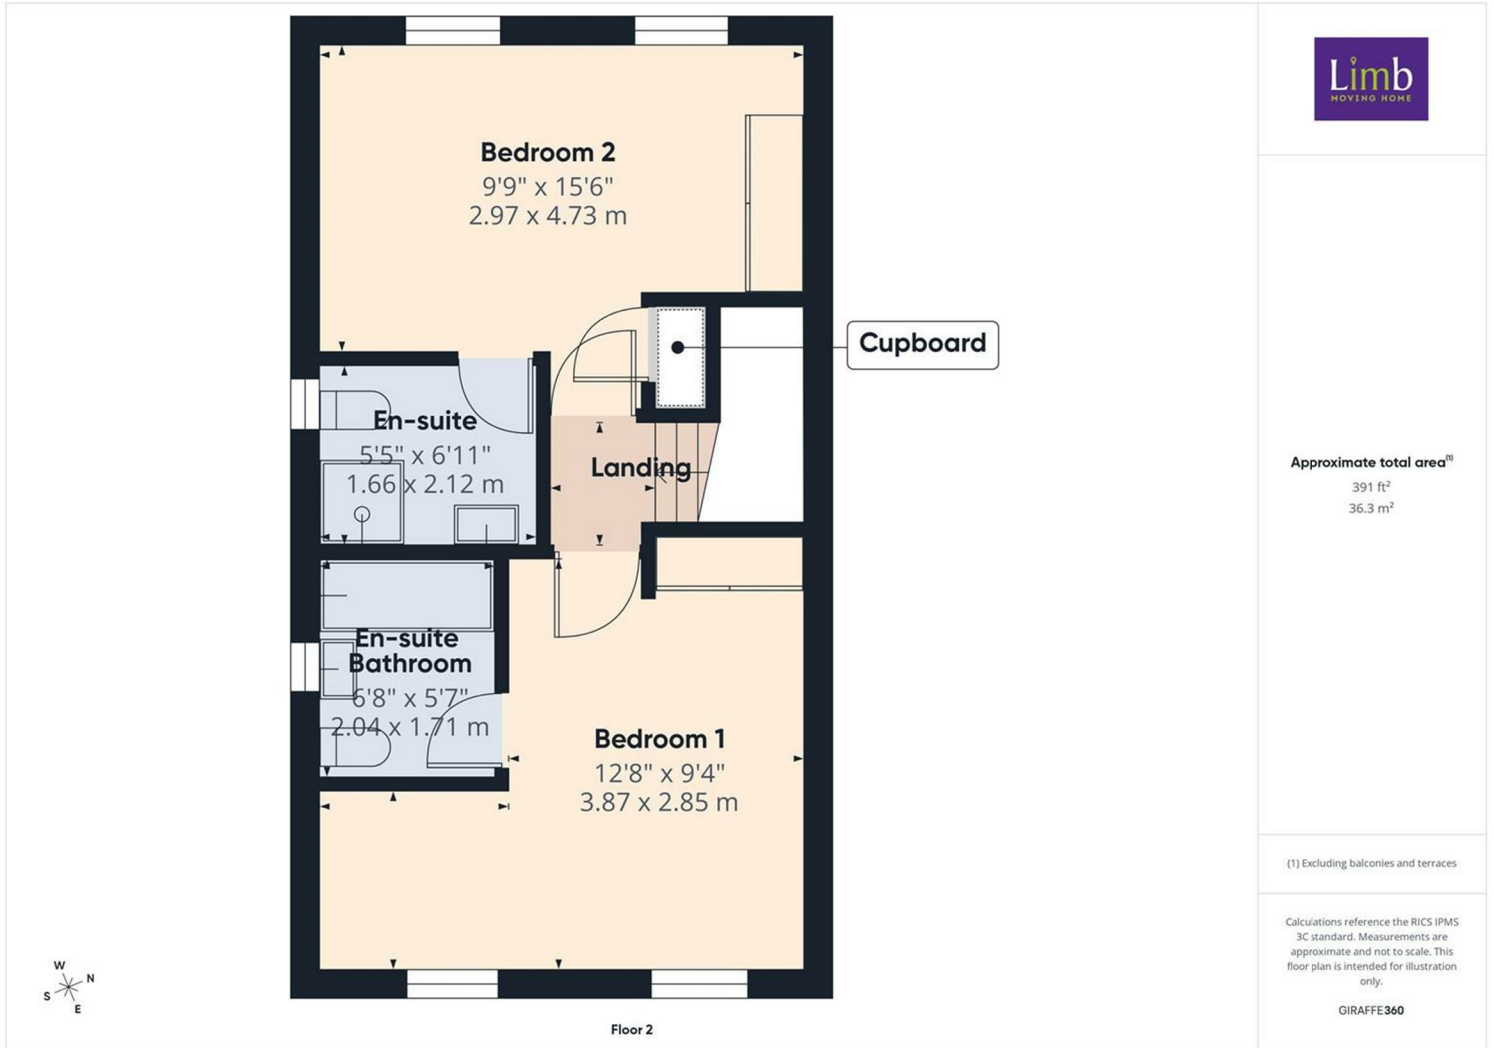 Bedroom 2
9'9" x 15'6"
2.97 x 4.73 m
Cupboard
En-suite
5'5" x 6'11"
1.66 x 2.12 m
Landing
En-suite
Bathroom
6'8" x 5'7"
2.04 x 1.71 m
Bedroom 1
12'8" x 9'4"
3.87 x 2.85 m
W
N
S
E
Floor 2
Limb
MOVING HOME
Approximate total area(1)
391 ft²
36.3 m²
(1) Excluding balconies and terraces
Calculations reference the RICS IPMS
3C standard. Measurements are
approximate and not to scale. This
floor plan is intended for illustration
only.
GIRAFFE360